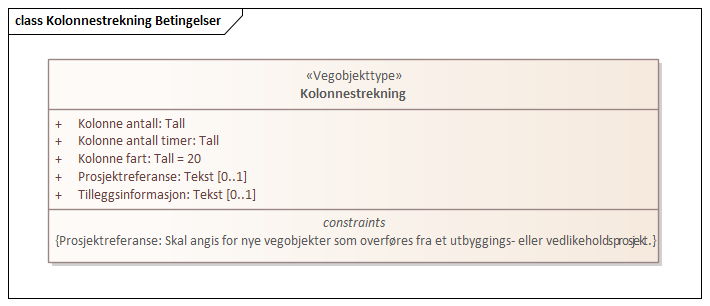 class Kolonnestrekning Betingelser
«Vegobjekttype»
Kolonnestrekning
+ Kolonne antall: Tall
+ Kolonne antall timer: Tall
+ Kolonne fart: Tall = 20
+ Prosjektreferanse: Tekst [0..1]
+ Tilleggsinformasjon: Tekst [0..1]
constraints
{Prosjektreferanse: Skal angis for nye vegobjekter som overføres fra et utbyggings- eller vedlikeholdsprosjekt.}